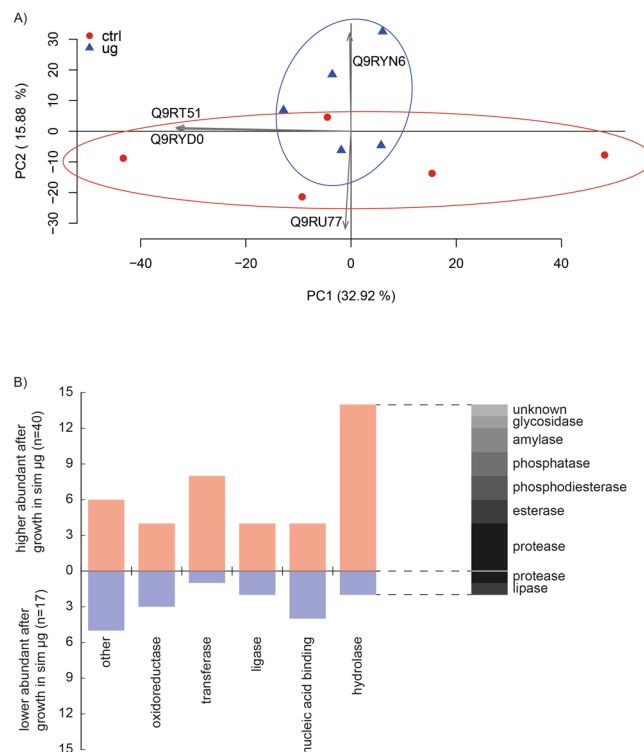 A)
ctrl
ug
PC2 ( 15.88 %)
30
20
10
0
−10
−20
−30
Q9RYN6
Q9RT51
Q9RYD0
Q9RU77
−40
−20
0
20
40
PC1 (32.92 %)
B)
higher abundant after
growth in sim µg (n=40)
lower abundant after
growth in sim µg (n=17)
15
12
9
6
3
0
3
6
9
12
15
other
oxidoreductase
transferase
ligase
nucleic acid binding
hydrolase
unknown
glycosidase
amylase
phosphatase
phosphodiesterase
esterase
protease
protease
lipase